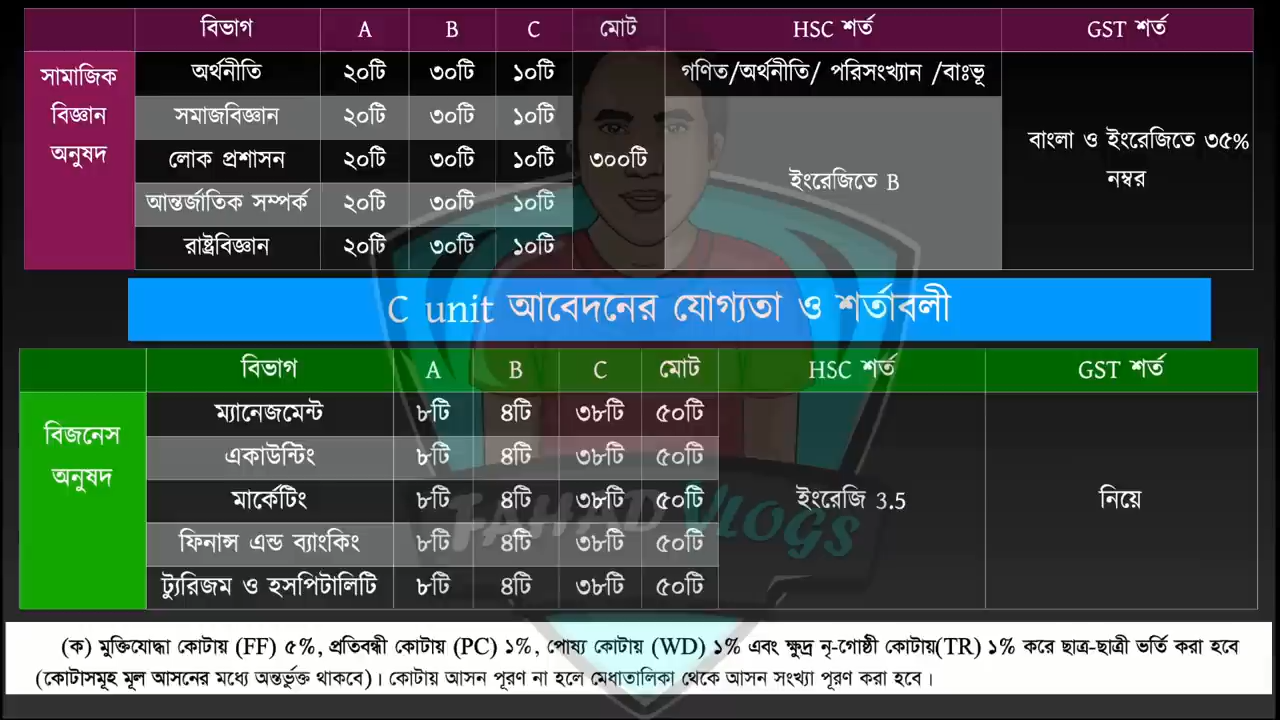 বিভাগ A B C মোট HSC শর্ত GST শর্ত
সামাজিক বিজ্ঞান অনুষদ
অর্থনীতি ২০টি ৩০টি ১০টি গণিত/অর্থনীতি/ পরিসংখ্যান /বাঃভূ
সমাজবিজ্ঞান ২০টি ৩০টি ১০টি
লোক প্রশাসন ২০টি ৩০টি ১০টি ৩০০টি ইংরেজিতে B বাংলা ও ইংরেজিতে ৩৫% নম্বর
আন্তর্জাতিক সম্পর্ক ২০টি ৩০টি ১০টি
রাষ্ট্রবিজ্ঞান ২০টি ৩০টি ১০টি
C unit আবেদনের যোগ্যতা ও শর্তাবলী
বিভাগ A B C মোট HSC শর্ত GST শর্ত
বিজনেস অনুষদ
ম্যানেজমেন্ট ৮টি ৪টি ৩৮টি ৫০টি
একাউন্টিং ৮টি ৪টি ৩৮টি ৫০টি
মার্কেটিং ৮টি ৪টি ৩৮টি ৫০টি ইংরেজি 3.5 নিয়ে
ফিনান্স এন্ড ব্যাংকিং ৮টি ৪টি ৩৮টি ৫০টি
ট্যুরিজম ও হসপিটালিটি ৮টি ৪টি ৩৮টি ৫০টি
FAHAD VLOGS
(ক) মুক্তিযোদ্ধা কোটায় (FF) ৫%, প্রতিবন্ধী কোটায় (PC) ১%, পোষ্য কোটায় (WD) ১% এবং ক্ষুদ্র নৃ-গোষ্ঠী কোটায়(TR) ১% করে ছাত্র-ছাত্রী ভর্তি করা হবে
(কোটাসমূহ মূল আসনের মধ্যে অন্তর্ভুক্ত থাকবে)। কোটায় আসন পূরণ না হলে মেধাতালিকা থেকে আসন সংখ্যা পূরণ করা হবে।